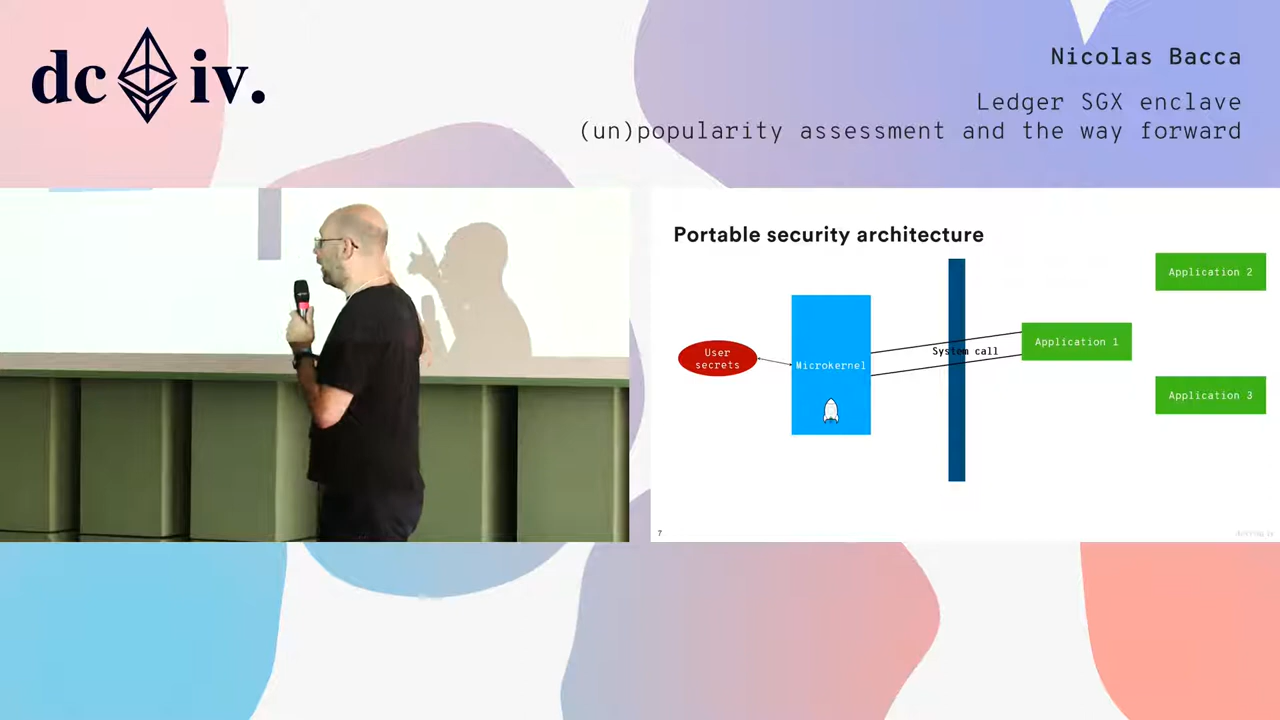 dc iv.
Nicolas Bacca
Ledger SGX enclave
(un)popularity assessment and the way forward
Portable security architecture
Application 2
Application 1
System call
User
secrets
Microkernel
Application 3
7